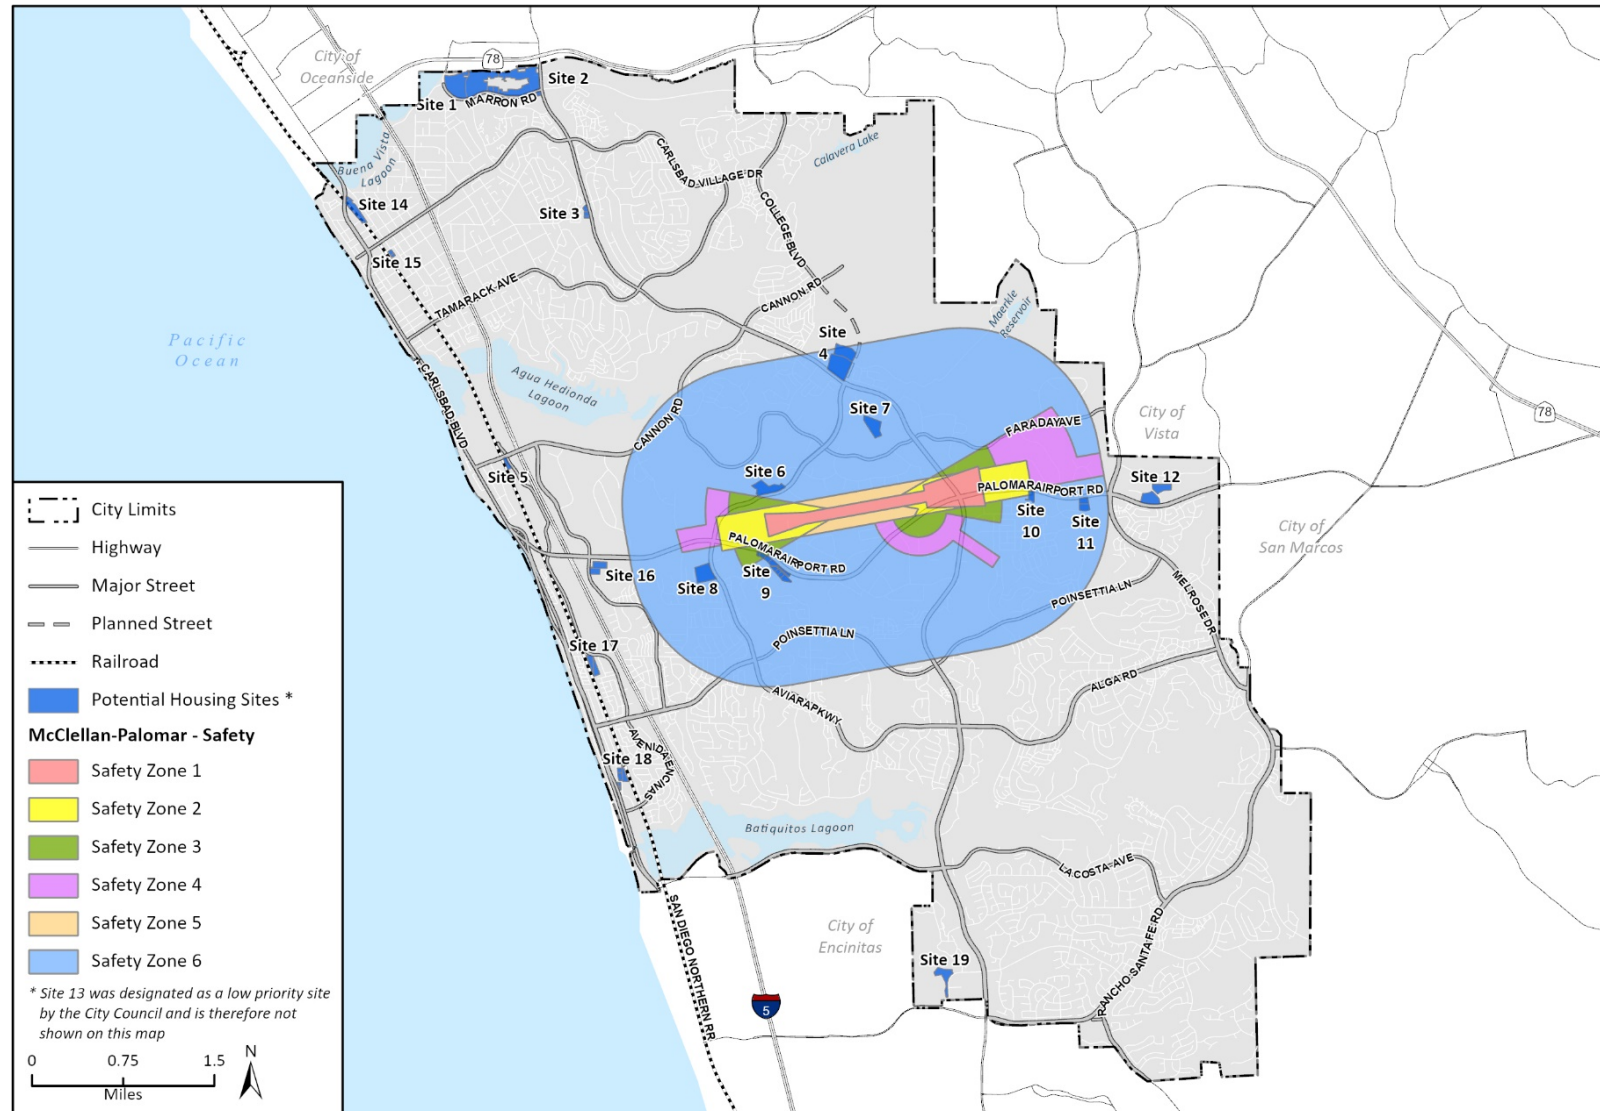 City of
Oceanside
78
Site 2
Site 1
MARRON RD
Buena Vista
Lagoon
Calavera Lake
CARLSBAD VILLAGE DR
COLLEGE BLVD
Site 14
Site 3
Site 15
TAMARACK AVE
CANNON RD
Maerkle
Reservoir
Pacific
Ocean
Site
4
Agua Hedionda
Lagoon
CARLSBAD BLVD
CANNON RD
Site 7
FARADAY AVE
City of
Vista
78
Site 5
Site 6
PALOMAR AIRPORT RD
Site 12
Site
10
Site
11
City of
San Marcos
PALOMAR AIRPORT RD
Site 16
Site 8
Site
9
POINSETTIA LN
MELROSE DR
POINSETTIA LN
Site 17
ALGA RD
AVIARA PKWY
AVENIDA ENCINAS
Site 18
Batiquitos Lagoon
LA COSTA AVE
SAN DIEGO NORTHERN RR
City of
Encinitas
RANCHO SANTA FE RD
Site 19
5
City Limits
Highway
Major Street
Planned Street
Railroad
Potential Housing Sites *
McClellan-Palomar - Safety
Safety Zone 1
Safety Zone 2
Safety Zone 3
Safety Zone 4
Safety Zone 5
Safety Zone 6
* Site 13 was designated as a low priority site
by the City Council and is therefore not
shown on this map
0 0.75 1.5
Miles
N